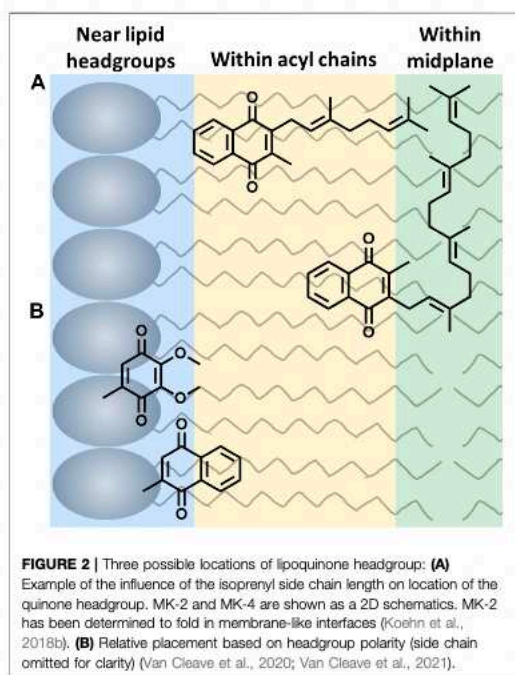 Near lipid headgroups
Within acyl chains
Within midplane
A
O
O
O
O
B
O
O
O
O
O
O
FIGURE 2 | Three possible locations of lipoquinone headgroup: (A)
Example of the influence of the isoprenyl side chain length on location of the
quinone headgroup. MK-2 and MK-4 are shown as a 2D schematics. MK-2
has been determined to fold in membrane-like interfaces (Koehn et al.,
2018b). (B) Relative placement based on headgroup polarity (side chain
omitted for clarity) (Van Cleave et al., 2020; Van Cleave et al., 2021).